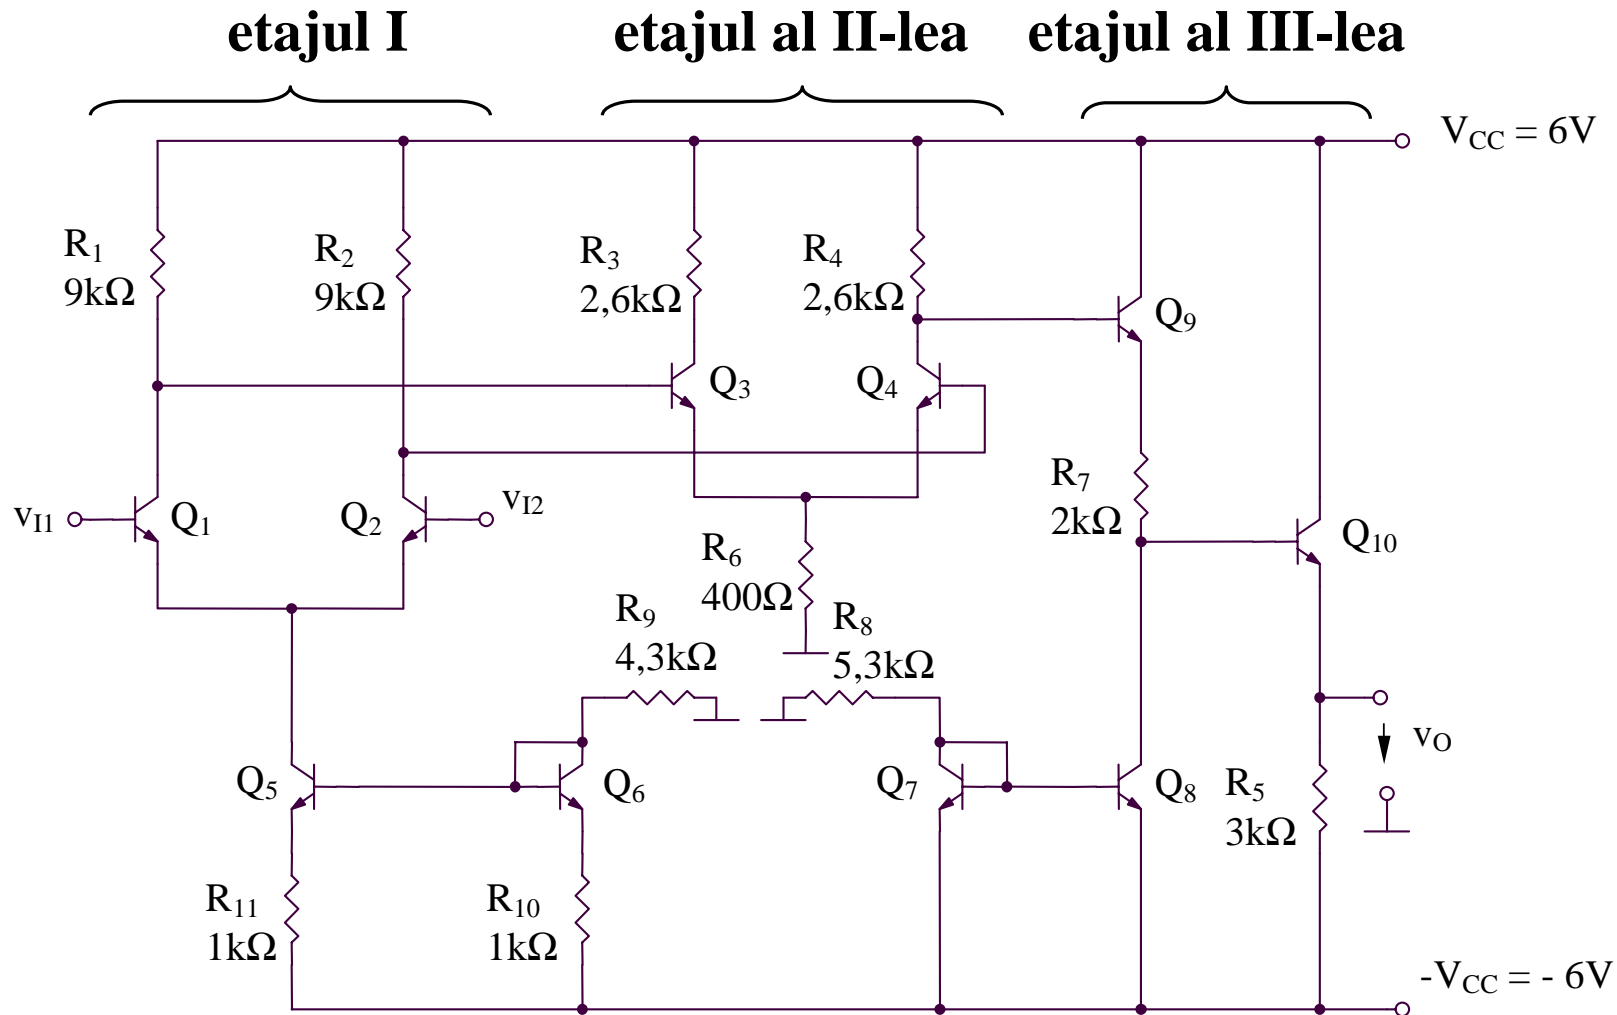 etajul I
etajul al II-lea
etajul al III-lea
V_CC = 6V
R1
9kΩ
R2
9kΩ
R3
2,6kΩ
R4
2,6kΩ
Q9
Q3
Q4
R7
2kΩ
vI1
Q1
Q2
vI2
Q10
R6
400Ω
R9
4,3kΩ
R8
5,3kΩ
vO
Q5
Q6
Q7
Q8
R5
3kΩ
R11
1kΩ
R10
1kΩ
-V_CC = - 6V